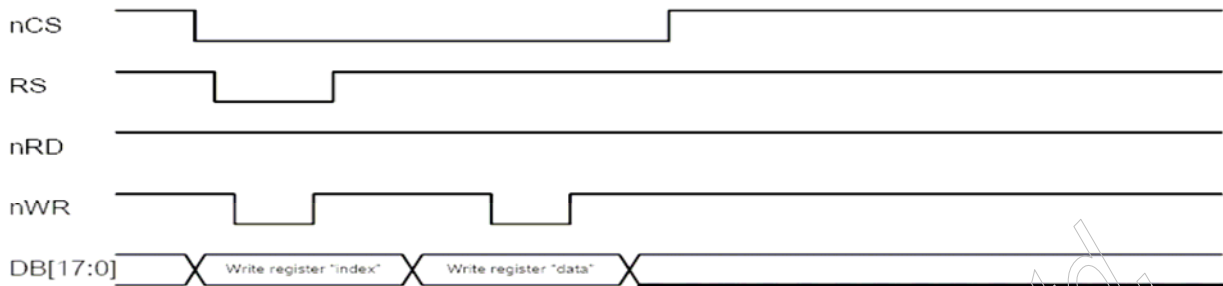 nCS
RS
nRD
nWR
DB[17:0] Write register "index" Write register "data"